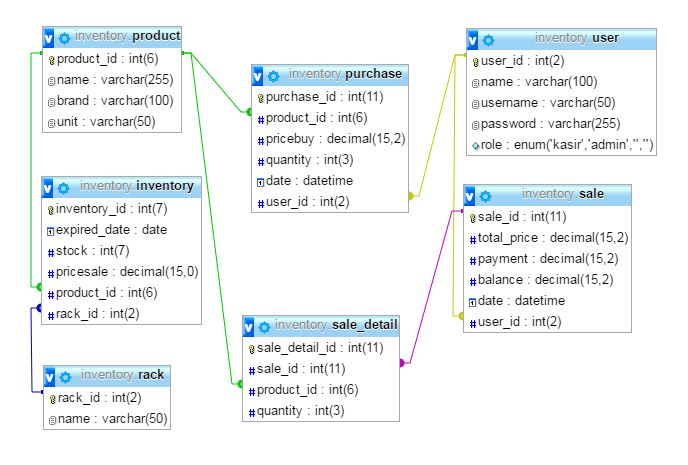 inventory.product
product_id : int(6)
name : varchar(255)
brand : varchar(100)
unit : varchar(50)
inventory.purchase
purchase_id : int(11)
product_id : int(6)
pricebuy : decimal(15,2)
quantity : int(3)
date : datetime
user_id : int(2)
inventory.user
user_id : int(2)
name : varchar(100)
username : varchar(50)
password : varchar(255)
role : enum('kasir','admin','','')
inventory.inventory
inventory_id : int(7)
expired_date : date
stock : int(7)
pricesale : decimal(15,0)
product_id : int(6)
rack_id : int(2)
inventory.sale
sale_id : int(11)
total_price : decimal(15,2)
payment : decimal(15,2)
balance : decimal(15,2)
date : datetime
user_id : int(2)
inventory.sale_detail
sale_detail_id : int(11)
sale_id : int(11)
product_id : int(6)
quantity : int(3)
inventory.rack
rack_id : int(2)
name : varchar(50)